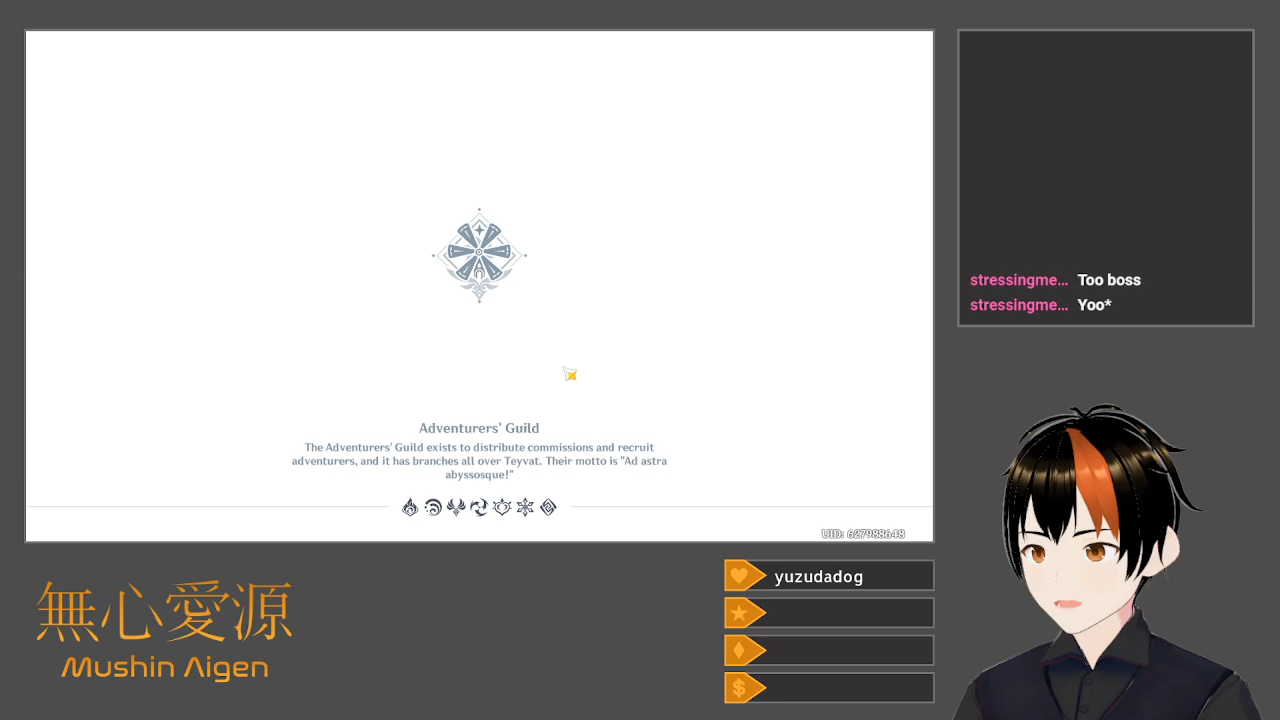 stressingme... Too boss
stressingme... Yoo*
Adventurers' Guild
The Adventurers' Guild exists to distribute commissions and recruit
adventurers, and it has branches all over Teyvat. Their motto is "Ad astra
abyssosque!"
UID: 627988648
無心愛源
Mushin Aigen
yuzudadog
$